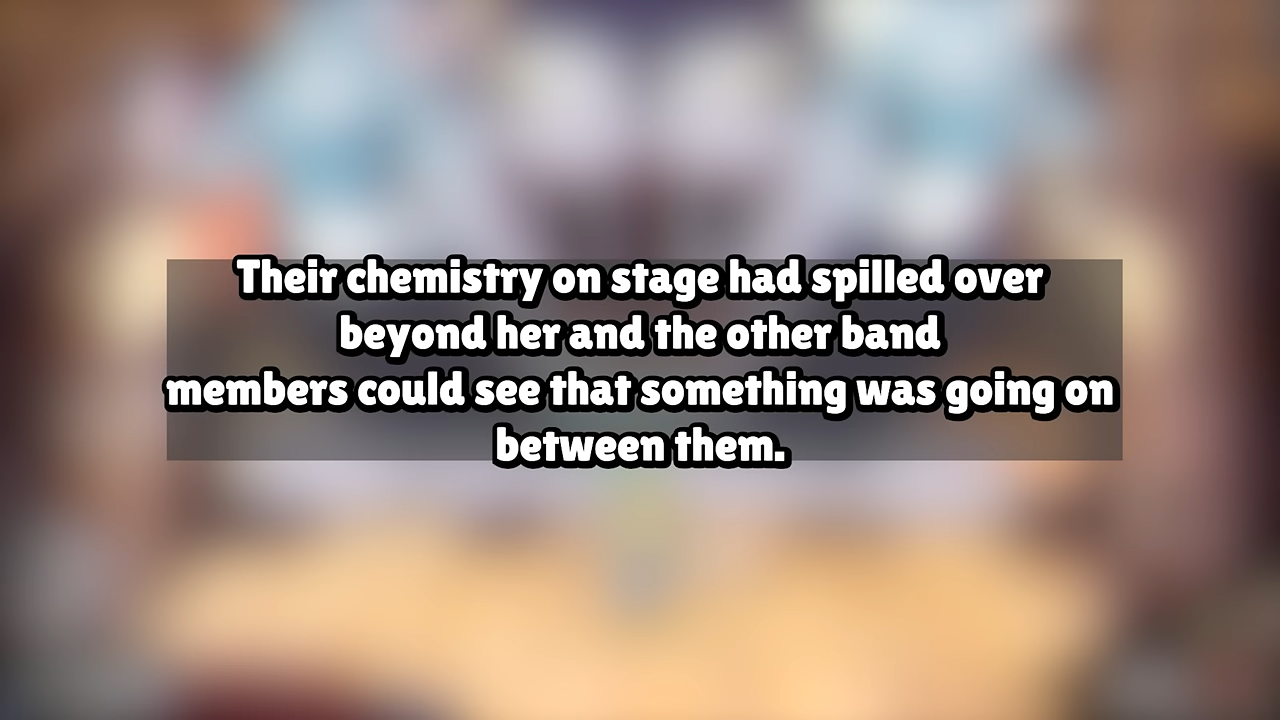 Their chemistry on stage had spilled over
beyond her and the other band
members could see that something was going on
between them.